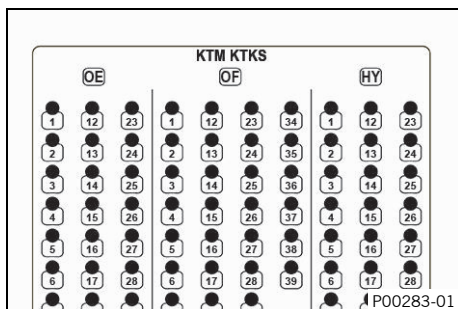 KTM KTKS
OE OF HY
1 12 23 1 12 23 34 1 12 23
2 13 24 2 13 24 35 2 13 24
3 14 25 3 14 25 36 3 14 25
4 15 26 4 15 26 37 4 15 26
5 16 27 5 16 27 38 5 16 27
6 17 28 6 17 28 39 6 17 28
P00283-01